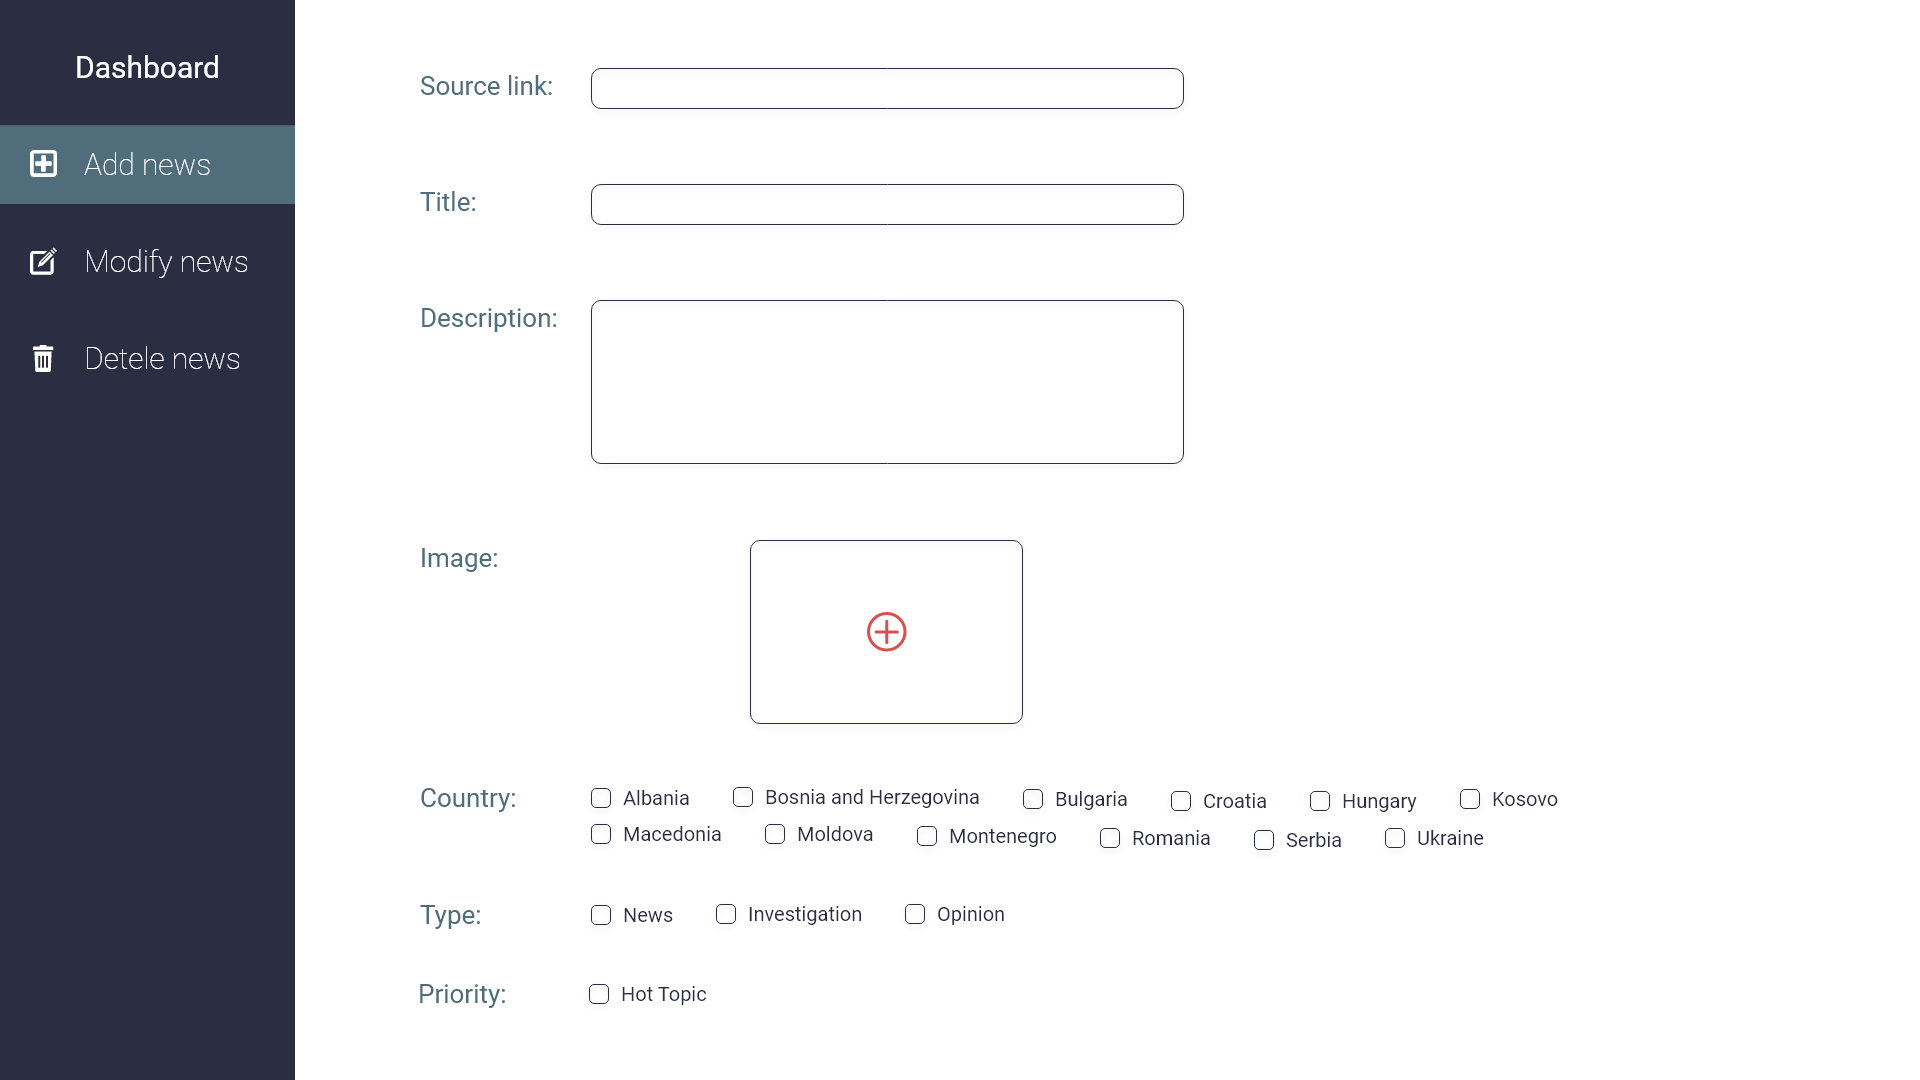 Dashboard
Add news
Modify news
Detele news
Source link:
Title:
Description:
Image:
Country:
Albania Bosnia and Herzegovina Bulgaria Croatia Hungary Kosovo
Macedonia Moldova Montenegro Romania Serbia Ukraine
Type:
News Investigation Opinion
Priority:
Hot Topic